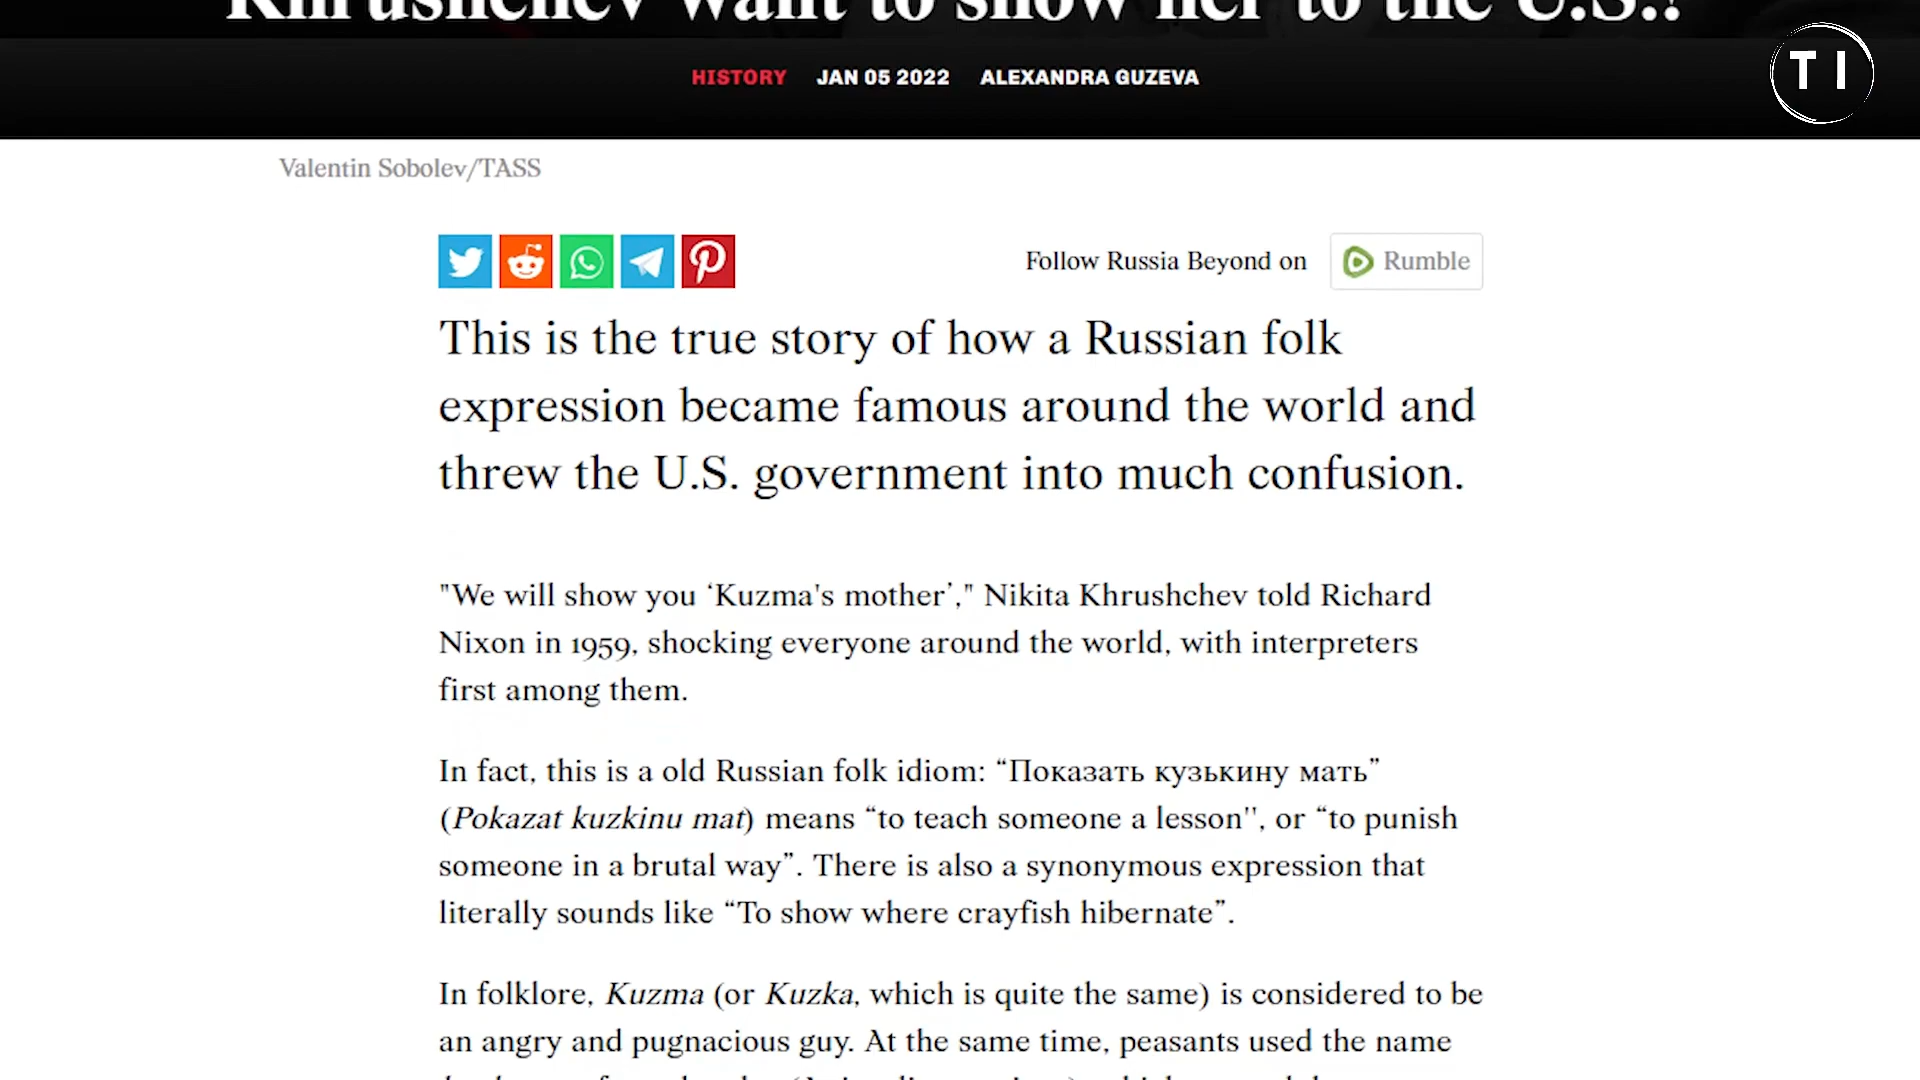 Khrushchev want to show her to the U.S.?
HISTORY JAN 05 2022 ALEXANDRA GUZEVA
T I
Valentin Sobolev/TASS
Follow Russia Beyond on Rumble
This is the true story of how a Russian folk
expression became famous around the world and
threw the U.S. government into much confusion.
"We will show you ‘Kuzma's mother’," Nikita Khrushchev told Richard
Nixon in 1959, shocking everyone around the world, with interpreters
first among them.
In fact, this is a old Russian folk idiom: “Показать кузькину мать”
(Pokazat kuzkinu mat) means “to teach someone a lesson'', or “to punish
someone in a brutal way”. There is also a synonymous expression that
literally sounds like “To show where crayfish hibernate”.
In folklore, Kuzma (or Kuzka, which is quite the same) is considered to be
an angry and pugnacious guy. At the same time, peasants used the name